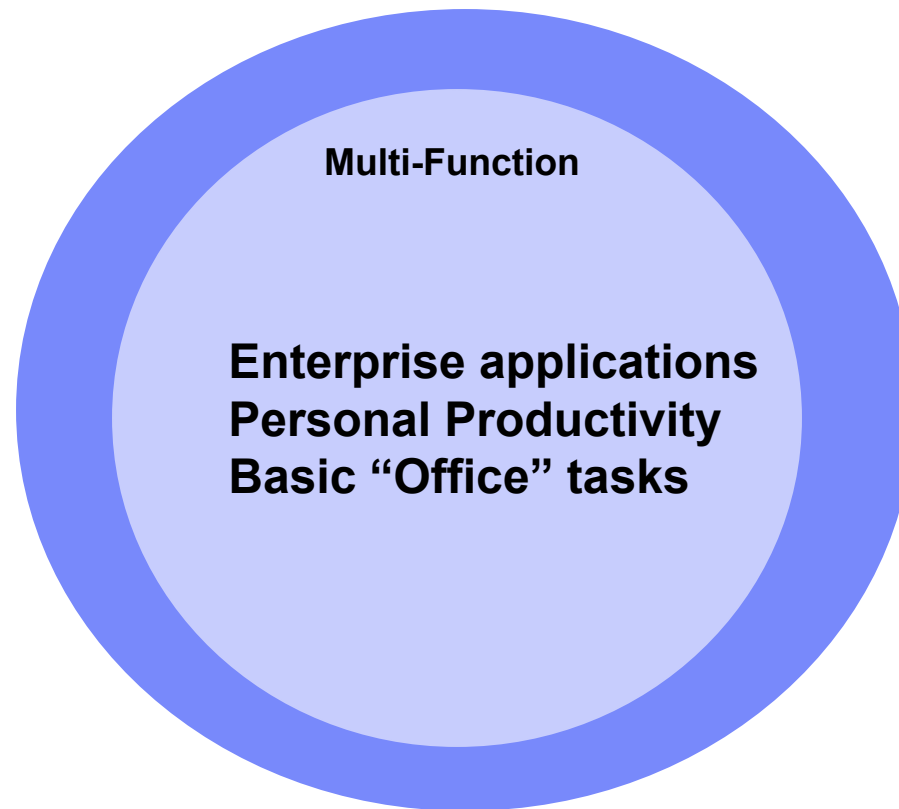 Multi-Function
Enterprise applications
Personal Productivity
Basic “Office” tasks